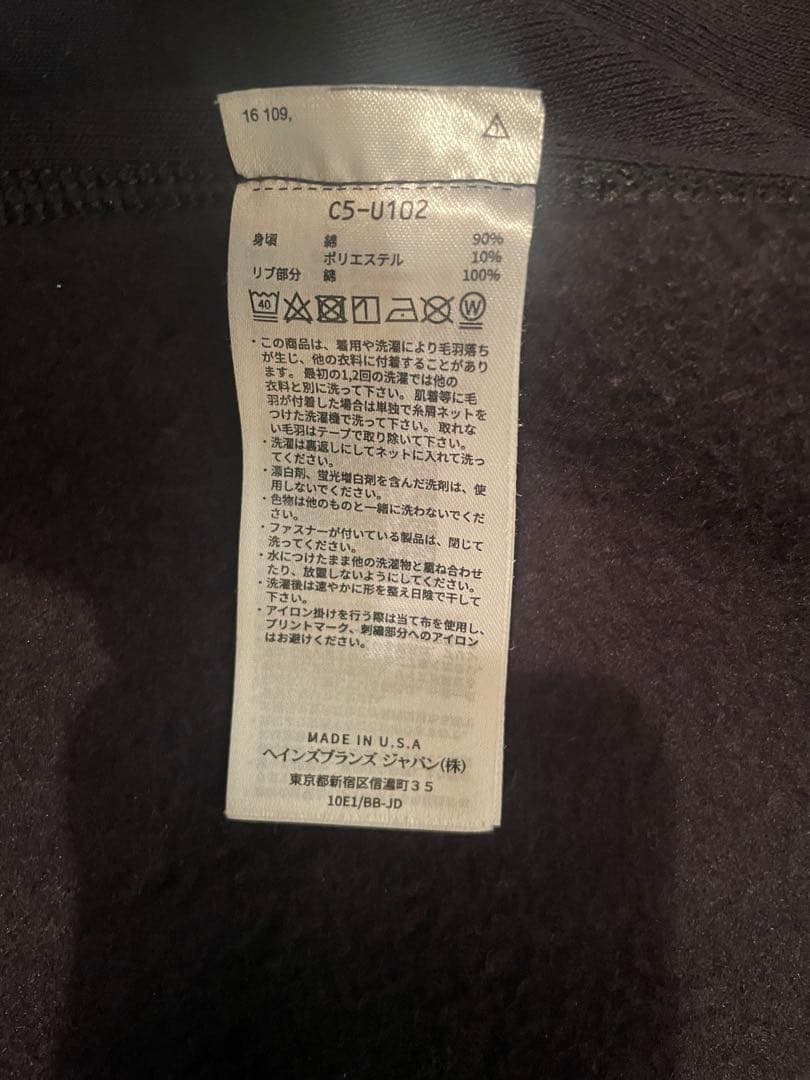 16 109,
C5-U102
身頃 綿 90%
ポリエステル 10%
リブ部分 綿 100%
40 W
・この商品は、着用や洗濯により毛羽落ち
が生じ、他の衣料に付着することがあり
ます。最初の1,2回の洗濯では他の
衣料と別に洗って下さい。肌着等に毛
羽が付着した場合は単独で糸屑ネットを
つけた洗濯機で洗って下さい。取れな
い毛羽はテープで取り除いて下さい。
・洗濯は裏返しにしてネットに入れて洗っ
てください。
・漂白剤、蛍光増白剤を含んだ洗剤は、使
用しないでください。
・色物は他のものと一緒に洗わないでくだ
さい。
・ファスナーが付いている製品は、閉じて
洗ってください。
・水につけたまま他の洗濯物と重ね合わせ
たり、放置しないようにしてください。
・洗濯後は速やかに形を整え日陰で干して
下さい。
・アイロン掛けを行う際は当て布を使用し、
プリントマーク、刺繍部分へのアイロン
はお避けください。
MADE IN U.S.A
ヘインズブランズ ジャパン(株)
東京都新宿区信濃町35
10E1/BB-JD